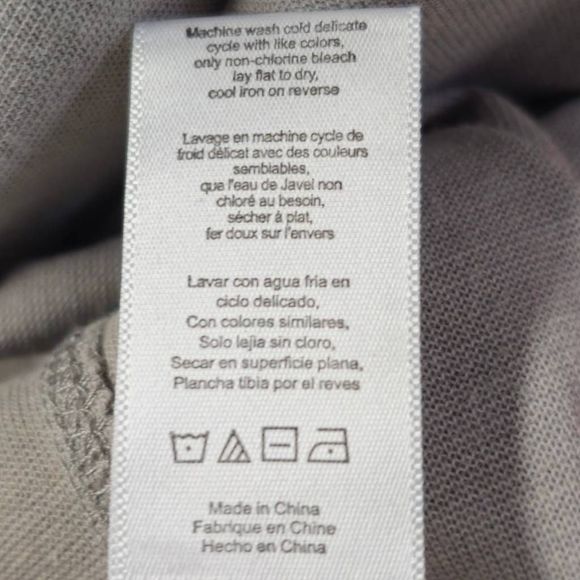 Machine wash cold delicate
cycle with like colors,
only non-chlorine bleach
lay flat to dry,
cool iron on reverse
Lavage en machine cycle de
froid délicat avec des couleurs
semblables,
que l'eau de Javel non
chloré au besoin,
sécher à plat,
fer doux sur l'envers
Lavar con agua fria en
ciclo delicado,
Con colores similares,
Solo lejia sin cloro,
Secar en superficie plana,
Plancha tibia por el reves
Made in China
Fabrique en Chine
Hecho en China